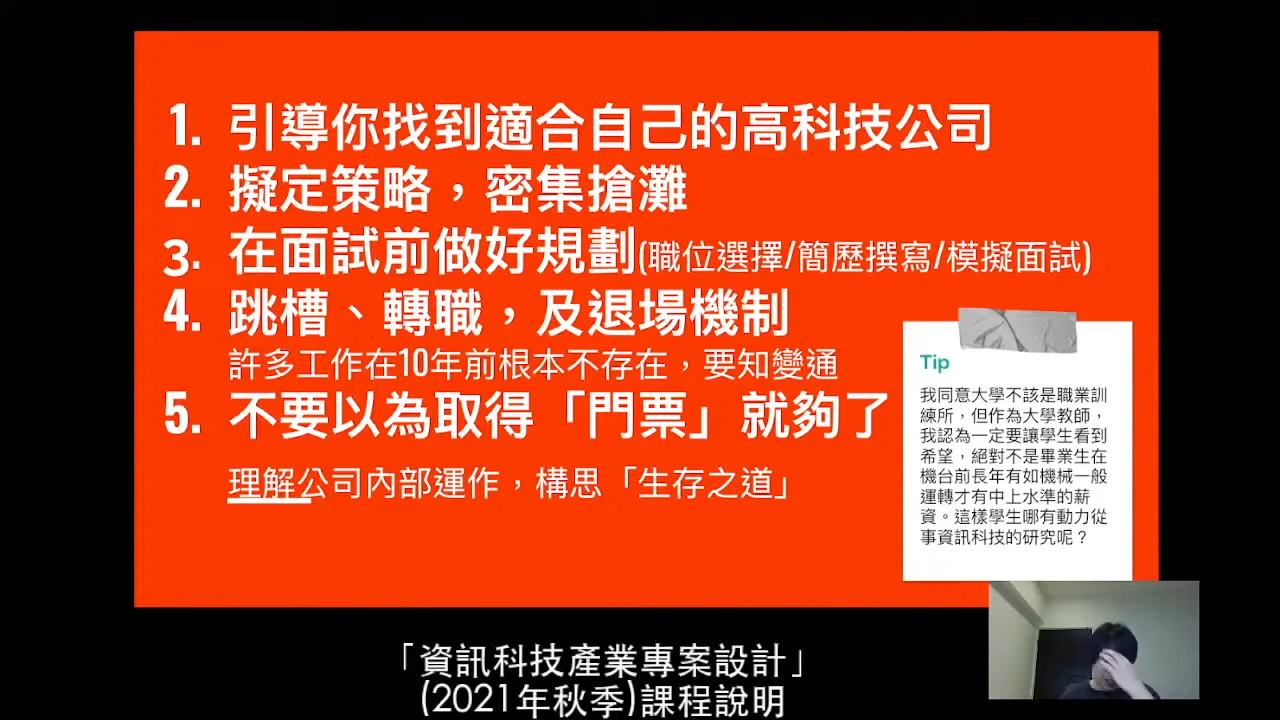 1. 引導你找到適合自己的高科技公司
2. 擬定策略，密集搶灘
3. 在面試前做好規劃(職位選擇/簡歷撰寫/模擬面試)
4. 跳槽、轉職，及退場機制
許多工作在10年前根本不存在，要知變通
5. 不要以為取得「門票」就夠了
理解公司內部運作，構思「生存之道」
Tip
我同意大學不該是職業訓
練所，但作為大學教師，
我認為一定要讓學生看到
希望，絕對不是畢業生在
機台前長年有如機械一般
運轉才有中上水準的薪
資。這樣學生哪有動力從
事資訊科技的研究呢？
「資訊科技產業專案設計」
(2021年秋季)課程說明